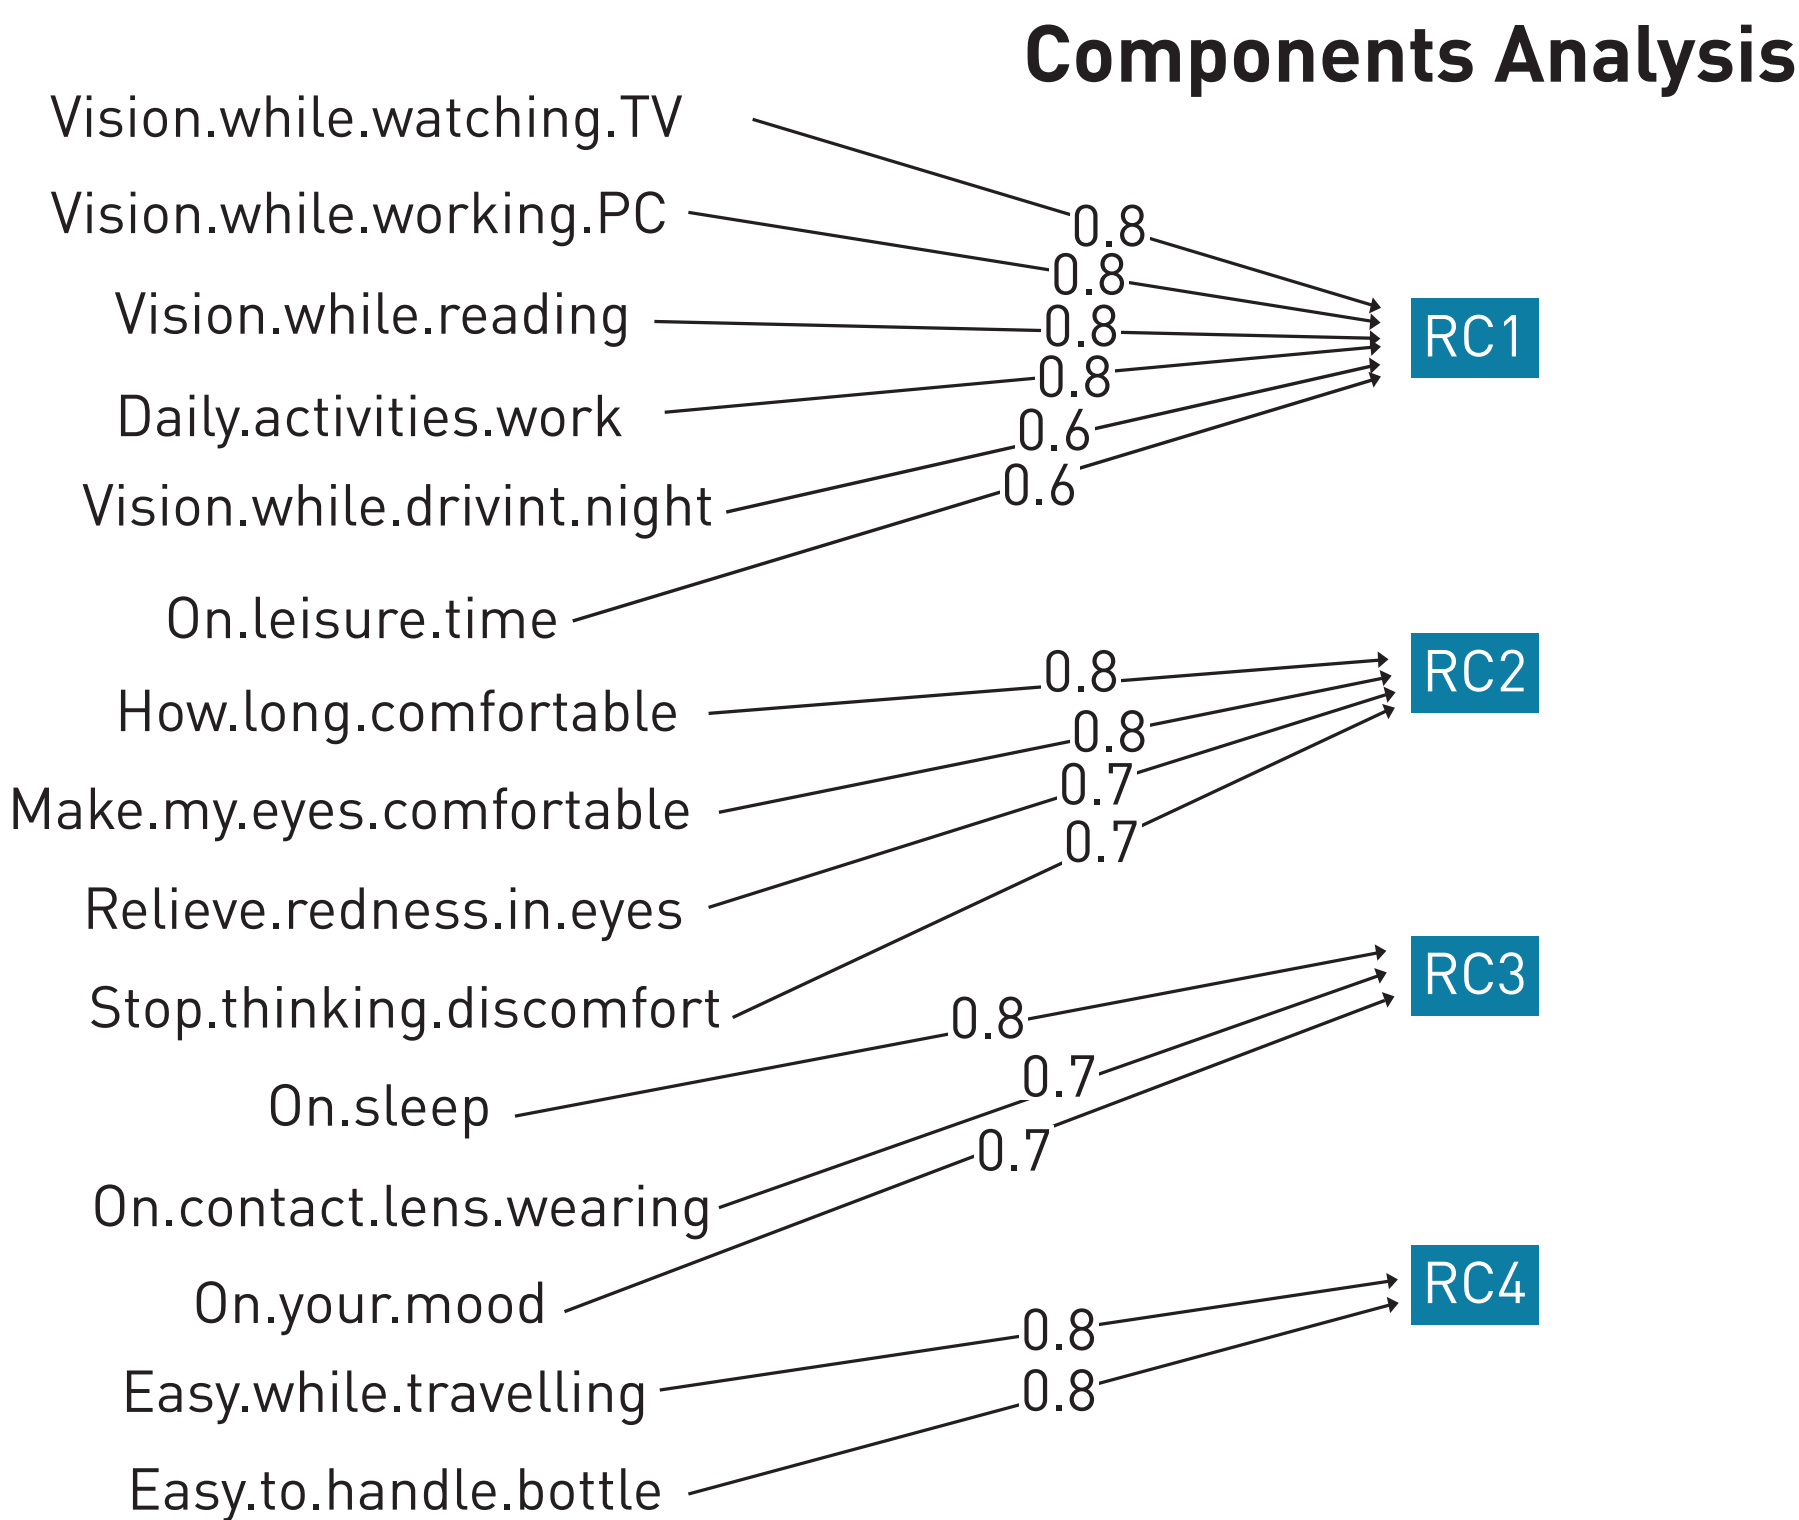 Components Analysis
Vision.while.watching.TV
0.8
Vision.while.working.PC
0.8
Vision.while.reading
0.8
RC1
Daily.activities.work
0.8
Vision.while.drivint.night
0.6
On.leisure.time
0.6
How.long.comfortable
0.8
RC2
Make.my.eyes.comfortable
0.8
Relieve.redness.in.eyes
0.7
Stop.thinking.discomfort
0.7
On.sleep
0.8
RC3
On.contact.lens.wearing
0.7
On.your.mood
0.7
Easy.while.travelling
0.8
RC4
Easy.to.handle.bottle
0.8